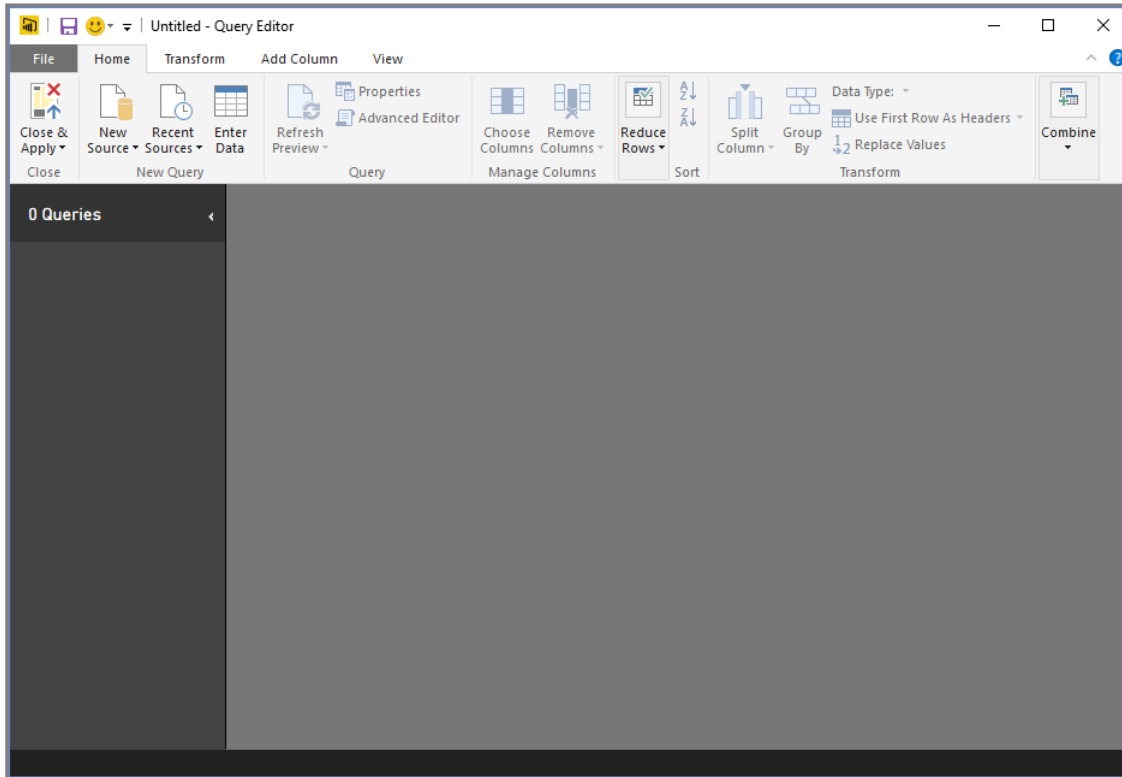 Untitled - Query Editor
File Home Transform Add Column View
Close & Apply
New Source
Recent Sources
Enter Data
Refresh Preview
Properties
Advanced Editor
Choose Columns
Remove Columns
Reduce Rows
A Z
Z A
Split Column
Group By
Data Type:
Use First Row As Headers
1 2 Replace Values
Combine
Close New Query Query Manage Columns Sort Transform
0 Queries